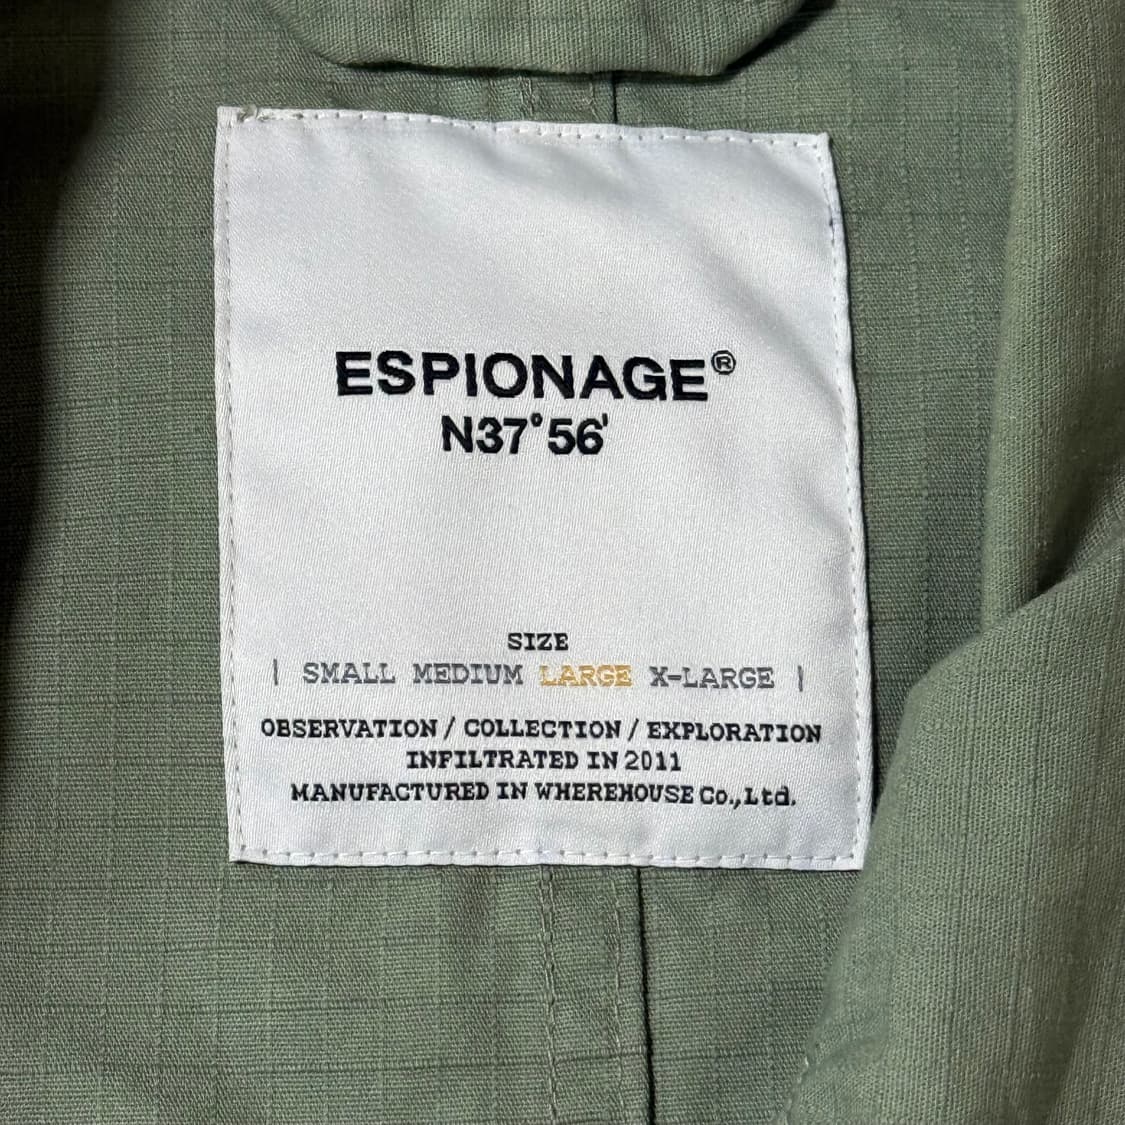 ESPIONAGE®
N37°56'
SIZE
| SMALL MEDIUM LARGE X-LARGE |
OBSERVATION / COLLECTION / EXPLORATION
INFILTRATED IN 2011
MANUFACTURED IN WHEREHOUSE Co.,Ltd.